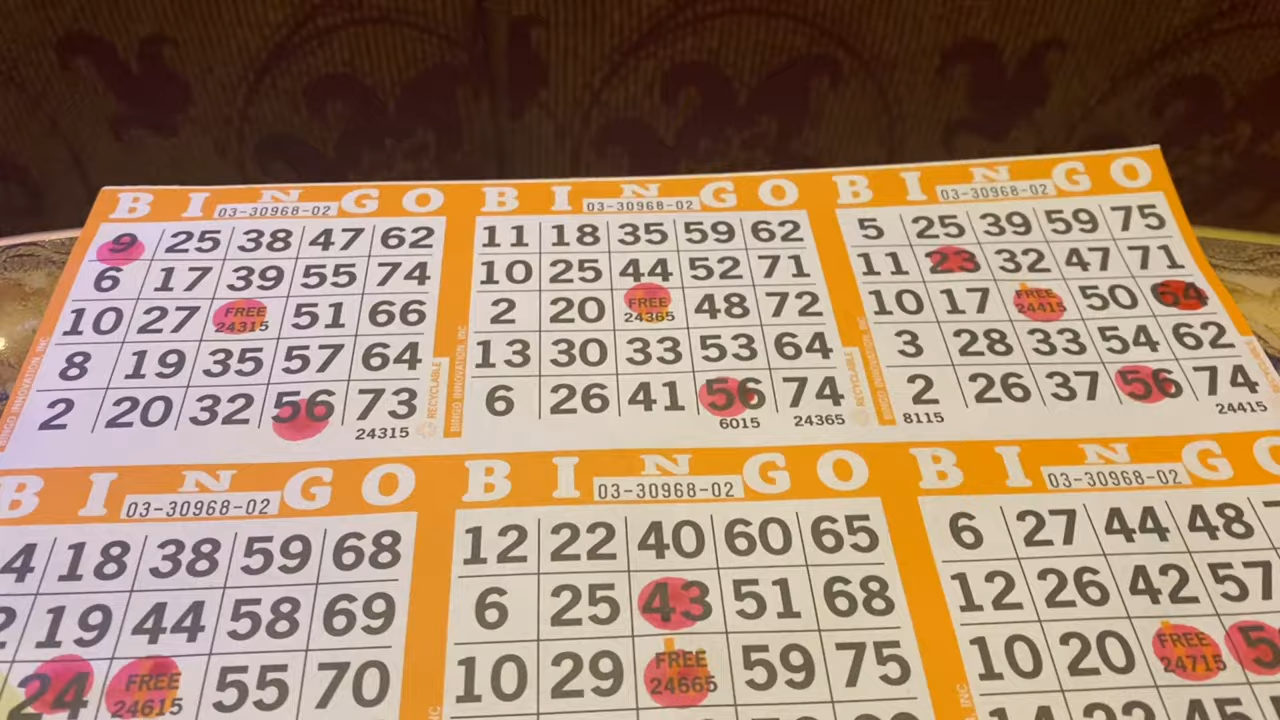 B I N G O
03-30968-02
9 25 38 47 62
6 17 39 55 74
10 27 FREE 24315 51 66
8 19 35 57 64
2 20 32 56 73
24315
BINGO INNOVATION, INC
RECYCLABLE
B I N G O
03-30968-02
11 18 35 59 62
10 25 44 52 71
2 20 FREE 24365 48 72
13 30 33 53 64
6 26 41 56 74
6015 24365
BINGO INNOVATION, INC
RECYCLABLE
B I N G O
03-30968-02
5 25 39 59 75
11 23 32 47 71
10 17 FREE 24415 50 64
3 28 33 54 62
2 26 37 56 74
8115 24415
BINGO INNOVATION, INC
B I N G O
03-30968-02
18 38 59 68
19 44 58 69
24 FREE 24615 55 70
B I N G O
03-30968-02
12 22 40 60 65
6 25 43 51 68
10 29 FREE 24665 59 75
INC
B I N G O
03-30968-02
6 27 44 48
12 26 42 57
10 20 FREE 24715
INC